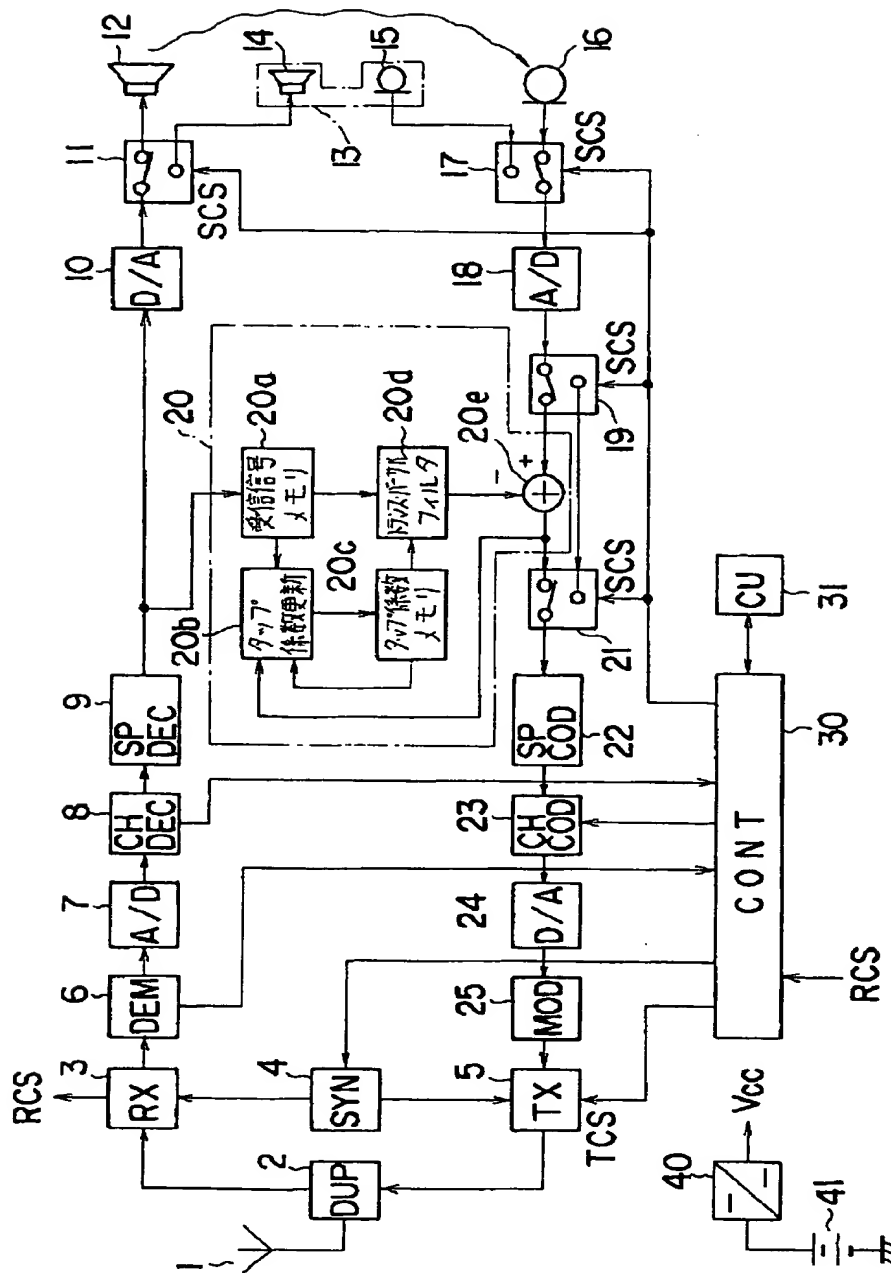 1
2
DUP
RCS
3
RX
4
SYN
5
TX
TCS
6
DEM
7
A/D
8
CH
DEC
9
SP
DEC
10
D/A
11
SCS
12
13
14
15
16
17
SCS
18
A/D
19
SCS
20
20a
受信信号
メモリ
20b
タップ
係数更新
20c
タップ係数
メモリ
20d
トランスバーサル
フィルタ
20e
+
-
21
SCS
22
SP
COD
23
CH
COD
24
D/A
25
MOD
30
CONT
RCS
31
CU
40
Vcc
41